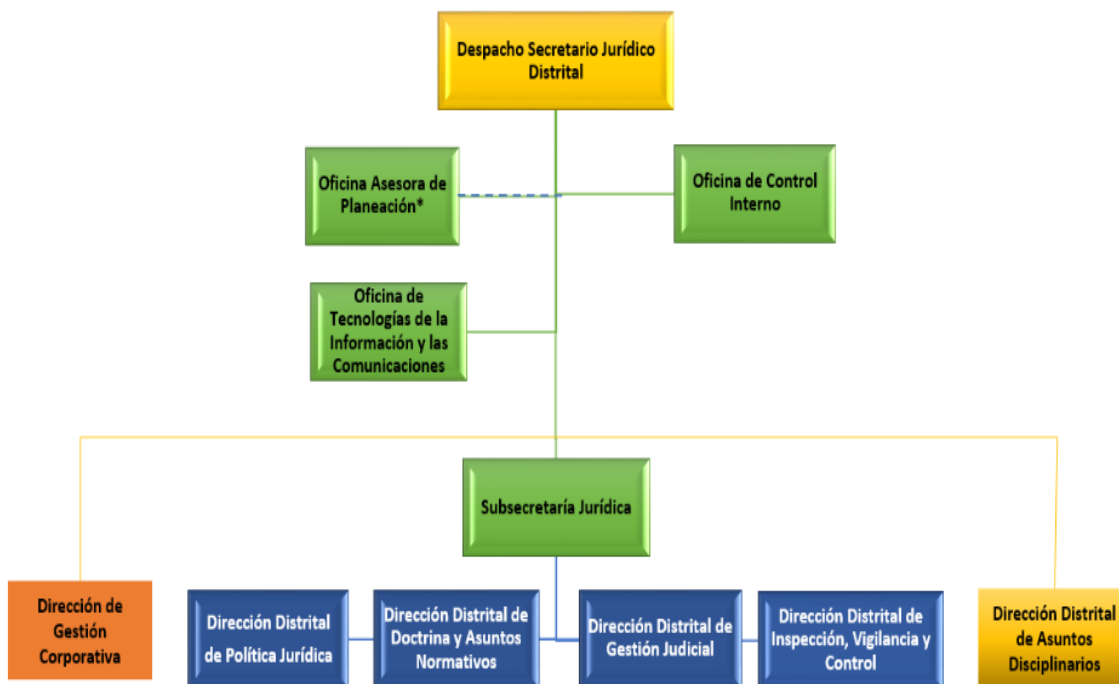 Despacho Secretario Jurídico
Distrital
Oficina Asesora de
Planeación*
Oficina de Control
Interno
Oficina de
Tecnologías de la
Información y las
Comunicaciones
Subsecretaría Jurídica
Dirección de
Gestión
Corporativa
Dirección Distrital
de Política Jurídica
Dirección Distrital de
Doctrina y Asuntos
Normativos
Dirección Distrital de
Gestión Judicial
Dirección Distrital de
Inspección, Vigilancia y
Control
Dirección Distrital
de Asuntos
Disciplinarios